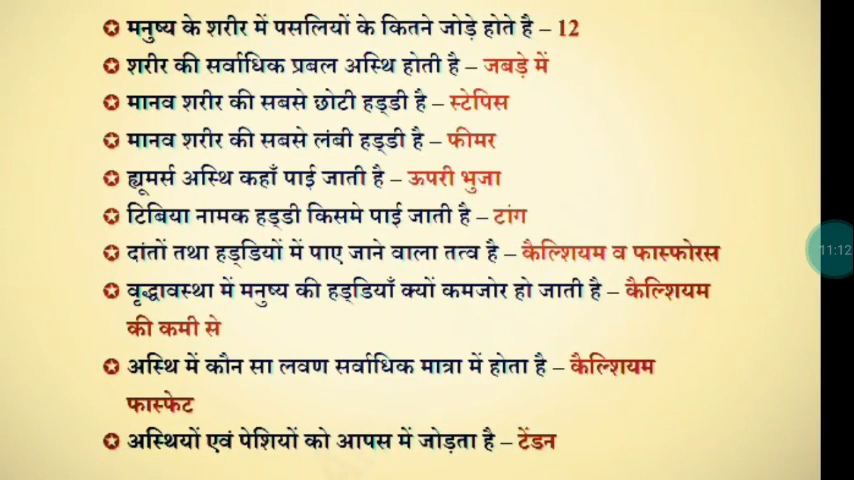 ✪ मनुष्य के शरीर में पसलियों के कितने जोड़े होते है – 12
✪ शरीर की सर्वाधिक प्रबल अस्थि होती है – जबड़े में
✪ मानव शरीर की सबसे छोटी हड्डी है – स्टेपिस
✪ मानव शरीर की सबसे लंबी हड्डी है – फीमर
✪ ह्यूमर्स अस्थि कहाँ पाई जाती है – ऊपरी भुजा
✪ टिबिया नामक हड्डी किसमे पाई जाती है – टांग
✪ दांतों तथा हड्डियों में पाए जाने वाला तत्व है – कैल्शियम व फास्फोरस
11:12
✪ वृद्धावस्था में मनुष्य की हड्डियाँ क्यों कमजोर हो जाती है – कैल्शियम
की कमी से
✪ अस्थि में कौन सा लवण सर्वाधिक मात्रा में होता है – कैल्शियम
फास्फेट
✪ अस्थियों एवं पेशियों को आपस में जोड़ता है – टेंडन